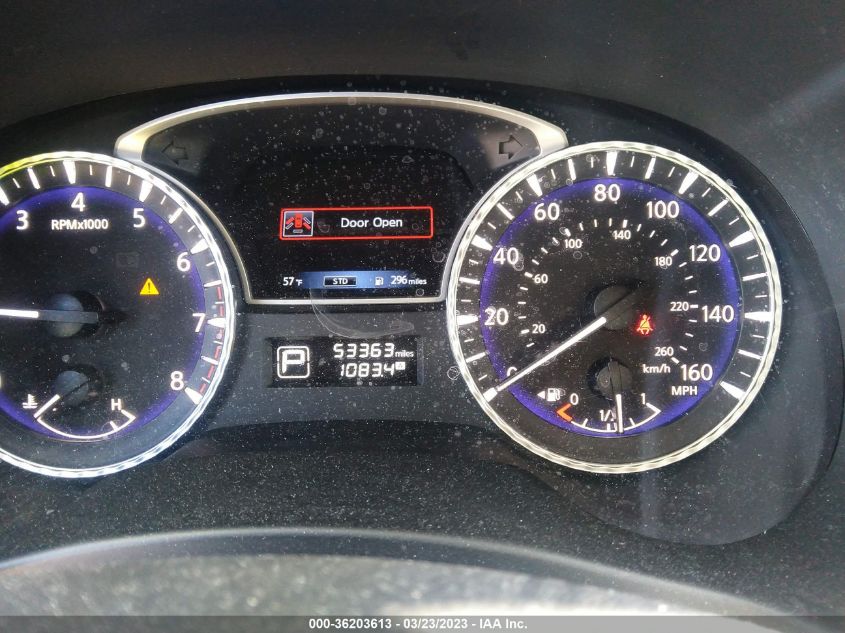 3 4 5 6 7 8
RPMx1000
H
Door Open
57°F STD 296 miles
P 53363 miles
1083.4 A
0 20 40 60 80 100 120 140 160
MPH
20 60 100 140 180 220 260
km/h
0 1/2 1
000-36203613 - 03/23/2023 - IAA Inc.